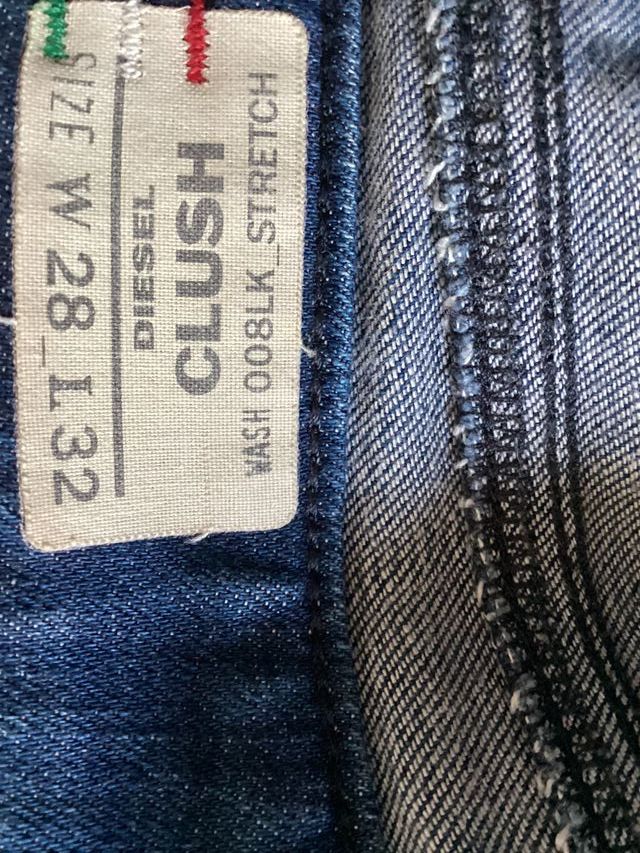 SIZE W 28_L 32
DIESEL
CLUSH
WASH 008LK_STRETCH